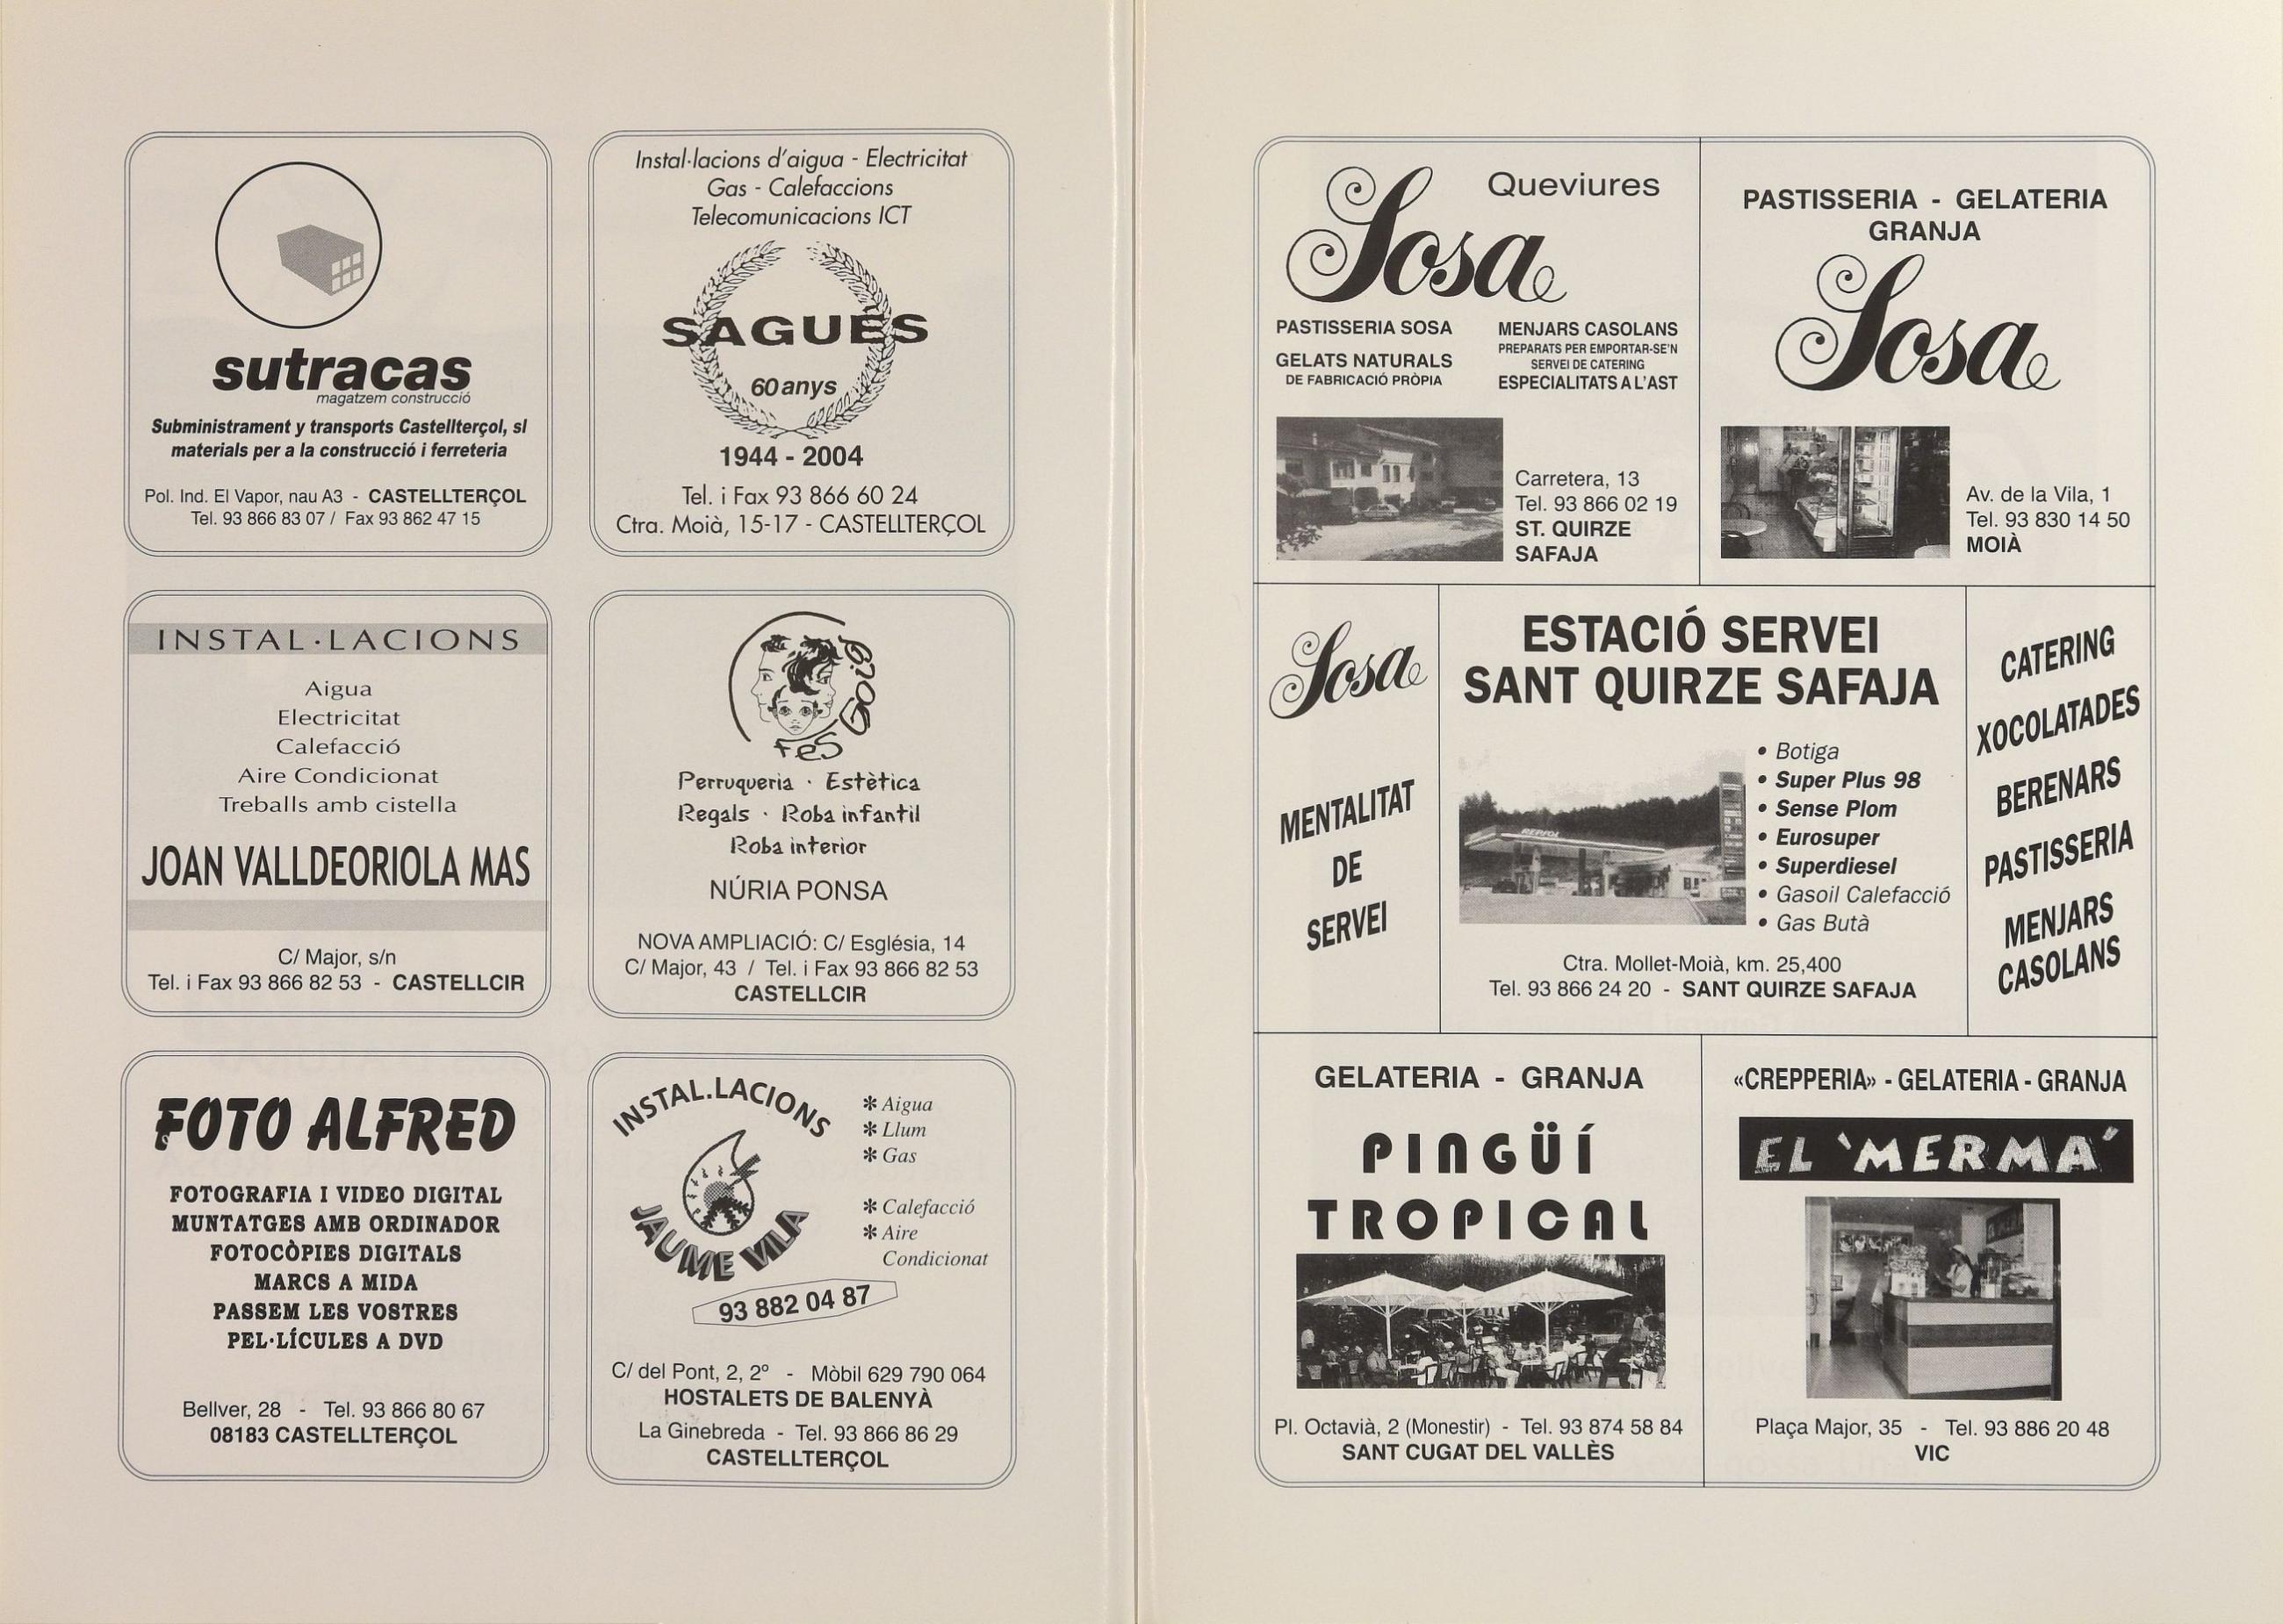 sutracas
magatzem construcció
Subministrament y transports Castellterçol, sl
materials per a la construcció i ferreteria
Pol. Ind. El Vapor, nau A3 - CASTELLTERÇOL
Tel. 93 866 83 07 / Fax 93 862 47 15
Instal·lacions d'aigua - Electricitat
Gas - Calefaccions
Telecomunicacions ICT
SAGUÉS
60 anys
1944 - 2004
Tel. i Fax 93 866 60 24
Ctra. Moià, 15-17 - CASTELLTERÇOL
INSTAL·LACIONS
Aigua
Electricitat
Calefacció
Aire Condicionat
Treballs amb cistella
JOAN VALLDEORIOLA MAS
C/ Major, s/n
Tel. i Fax 93 866 82 53 - CASTELLCIR
Perruqueria · Estètica
Regals · Roba infantil
Roba interior
NÚRIA PONSA
NOVA AMPLIACIÓ: C/ Església, 14
C/ Major, 43 / Tel. i Fax 93 866 82 53
CASTELLCIR
FOTO ALFRED
FOTOGRAFIA I VIDEO DIGITAL
MUNTATGES AMB ORDINADOR
FOTOCÒPIES DIGITALS
MARCS A MIDA
PASSEM LES VOSTRES
PEL·LÍCULES A DVD
Bellver, 28 - Tel. 93 866 80 67
08183 CASTELLTERÇOL
INSTAL.LACIONS
JAUME VILA
* Aigua
* Llum
* Gas
* Calefacció
* Aire
Condicionat
93 882 04 87
C/ del Pont, 2, 2º - Mòbil 629 790 064
HOSTALETS DE BALENYÀ
La Ginebreda - Tel. 93 866 86 29
CASTELLTERÇOL
Queviures
Sosa
PASTISSERIA SOSA
GELATS NATURALS
DE FABRICACIÓ PRÒPIA
MENJARS CASOLANS
PREPARATS PER EMPORTAR-SE'N
SERVEI DE CATERING
ESPECIALITATS A L'AST
Carretera, 13
Tel. 93 866 02 19
ST. QUIRZE
SAFAJA
PASTISSERIA - GELATERIA
GRANJA
Sosa
Av. de la Vila, 1
Tel. 93 830 14 50
MOIÀ
Sosa
MENTALITAT
DE
SERVEI
ESTACIÓ SERVEI
SANT QUIRZE SAFAJA
REPSOL
• Botiga
• Super Plus 98
• Sense Plom
• Eurosuper
• Superdiesel
• Gasoil Calefacció
• Gas Butà
Ctra. Mollet-Moià, km. 25,400
Tel. 93 866 24 20 - SANT QUIRZE SAFAJA
CATERING
XOCOLATADES
BERENARS
PASTISSERIA
MENJARS
CASOLANS
GELATERIA - GRANJA
PINGÜÍ
TROPICAL
Pl. Octavià, 2 (Monestir) - Tel. 93 874 58 84
SANT CUGAT DEL VALLÈS
«CREPPERIA» - GELATERIA - GRANJA
EL 'MERMA'
Plaça Major, 35 - Tel. 93 886 20 48
VIC